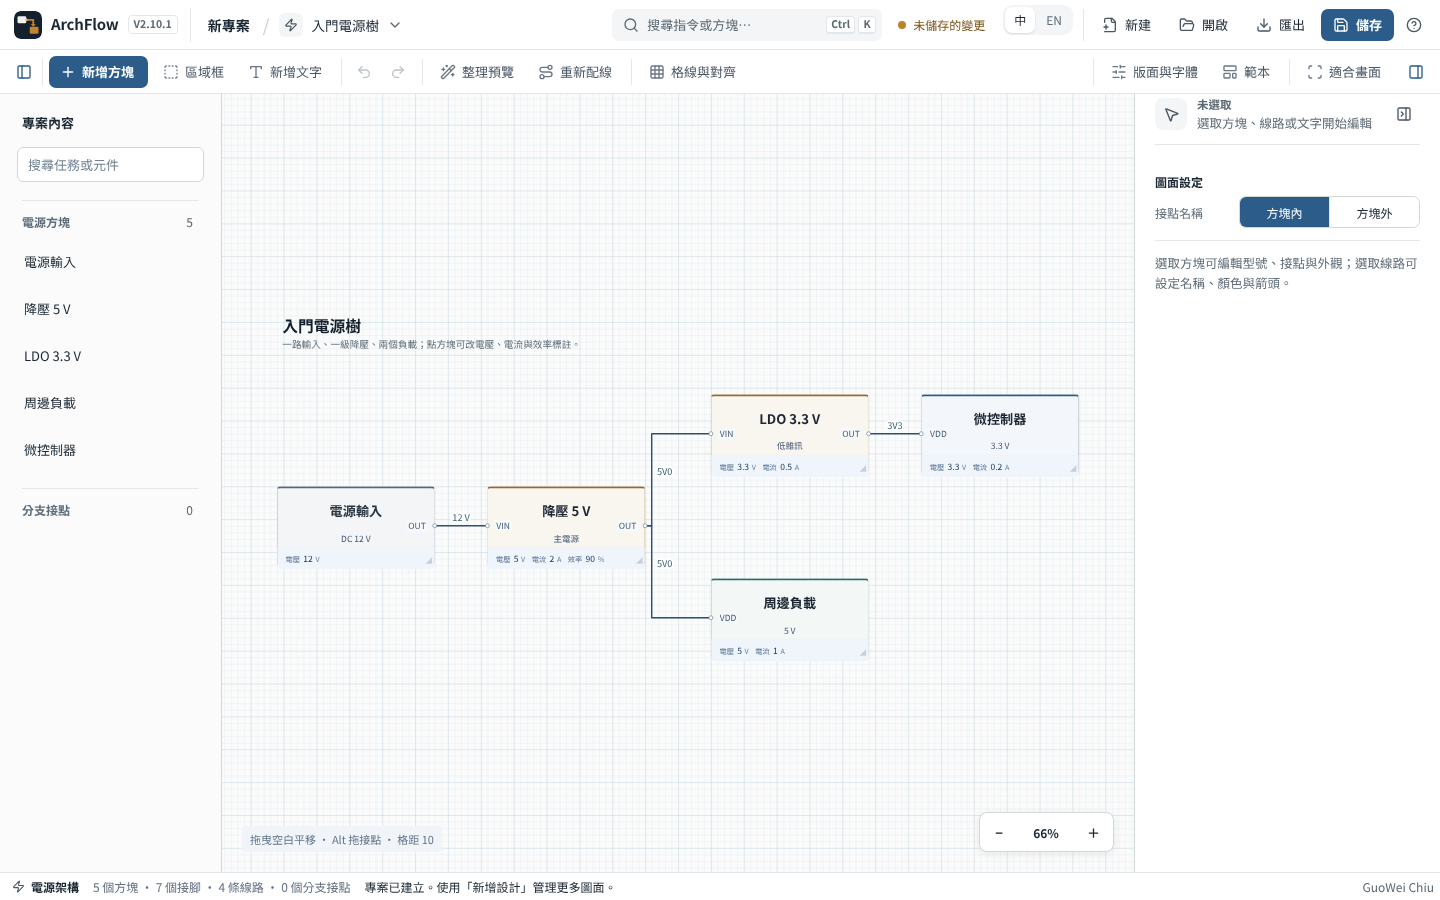 ArchFlow V2.10.1 新專案 / 入門電源樹 搜尋指令或方塊… Ctrl K 未儲存的變更 中 EN 新建 開啟 匯出 儲存
新增方塊 區域框 新增文字 整理預覽 重新配線 格線與對齊 版面與字體 範本 適合畫面
專案內容
搜尋任務或元件
電源方塊 5
電源輸入
降壓 5 V
LDO 3.3 V
周邊負載
微控制器
分支接點 0
入門電源樹
一路輸入、一級降壓、兩個負載；點方塊可改電壓、電流與效率標註。
電源輸入
OUT
DC 12 V
電壓 12 V
12 V
降壓 5 V
VIN OUT
主電源
電壓 5 V 電流 2 A 效率 90 %
5V0
5V0
LDO 3.3 V
VIN OUT
低雜訊
電壓 3.3 V 電流 0.5 A
3V3
微控制器
VDD
3.3 V
電壓 3.3 V 電流 0.2 A
周邊負載
VDD
5 V
電壓 5 V 電流 1 A
拖曳空白平移 • Alt 拖接點 • 格距 10
− 66% +
未選取
選取方塊、線路或文字開始編輯
圖面設定
接點名稱 方塊內 方塊外
選取方塊可編輯型號、接點與外觀；選取線路可
設定名稱、顏色與箭頭。
電源架構 5 個方塊 • 7 個接腳 • 4 條線路 • 0 個分支接點 專案已建立。使用「新增設計」管理更多圖面。 GuoWei Chiu